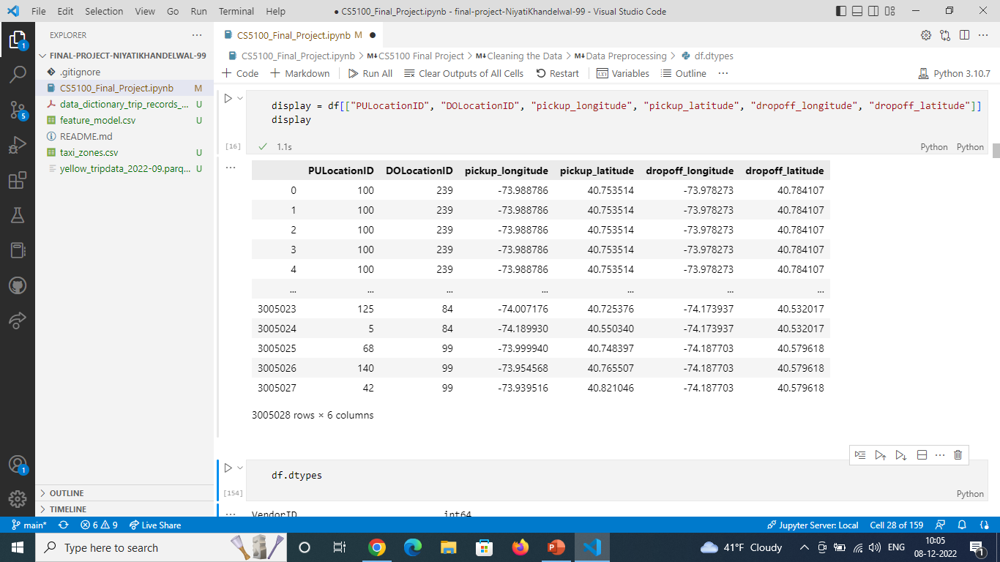 File Edit Selection View Go Run Terminal Help ● CS5100_Final_Project.ipynb - final-project-NiyatiKhandelwal-99 - Visual Studio Code
EXPLORER ···
FINAL-PROJECT-NIYATIKHANDELWAL-99
.gitignore
CS5100_Final_Project.ipynb M
data_dictionary_trip_records_... U
feature_model.csv U
README.md
taxi_zones.csv U
yellow_tripdata_2022-09.parq... U
OUTLINE
TIMELINE
1
5
1
CS5100_Final_Project.ipynb M ●
CS5100_Final_Project.ipynb > M↓CS5100 Final Project > M↓Cleaning the Data > M↓Data Preprocessing > df.dtypes
+ Code + Markdown Run All Clear Outputs of All Cells Restart Variables Outline ··· Python 3.10.7
display = df[["PULocationID", "DOLocationID", "pickup_longitude", "pickup_latitude", "dropoff_longitude", "dropoff_latitude"]]
display
[16] ✓ 1.1s Python Python
PULocationID DOLocationID pickup_longitude pickup_latitude dropoff_longitude dropoff_latitude
0 100 239 -73.988786 40.753514 -73.978273 40.784107
1 100 239 -73.988786 40.753514 -73.978273 40.784107
2 100 239 -73.988786 40.753514 -73.978273 40.784107
3 100 239 -73.988786 40.753514 -73.978273 40.784107
4 100 239 -73.988786 40.753514 -73.978273 40.784107
... ... ... ... ... ... ...
3005023 125 84 -74.007176 40.725376 -74.173937 40.532017
3005024 5 84 -74.189930 40.550340 -74.173937 40.532017
3005025 68 99 -73.999940 40.748397 -74.187703 40.579618
3005026 140 99 -73.954568 40.765507 -74.187703 40.579618
3005027 42 99 -73.939516 40.821046 -74.187703 40.579618
3005028 rows × 6 columns
df.dtypes
[154] Python
VendorID int64
main* 6 9 Live Share Jupyter Server: Local Cell 28 of 159
Type here to search 41°F Cloudy ENG 10:05
08-12-2022 1